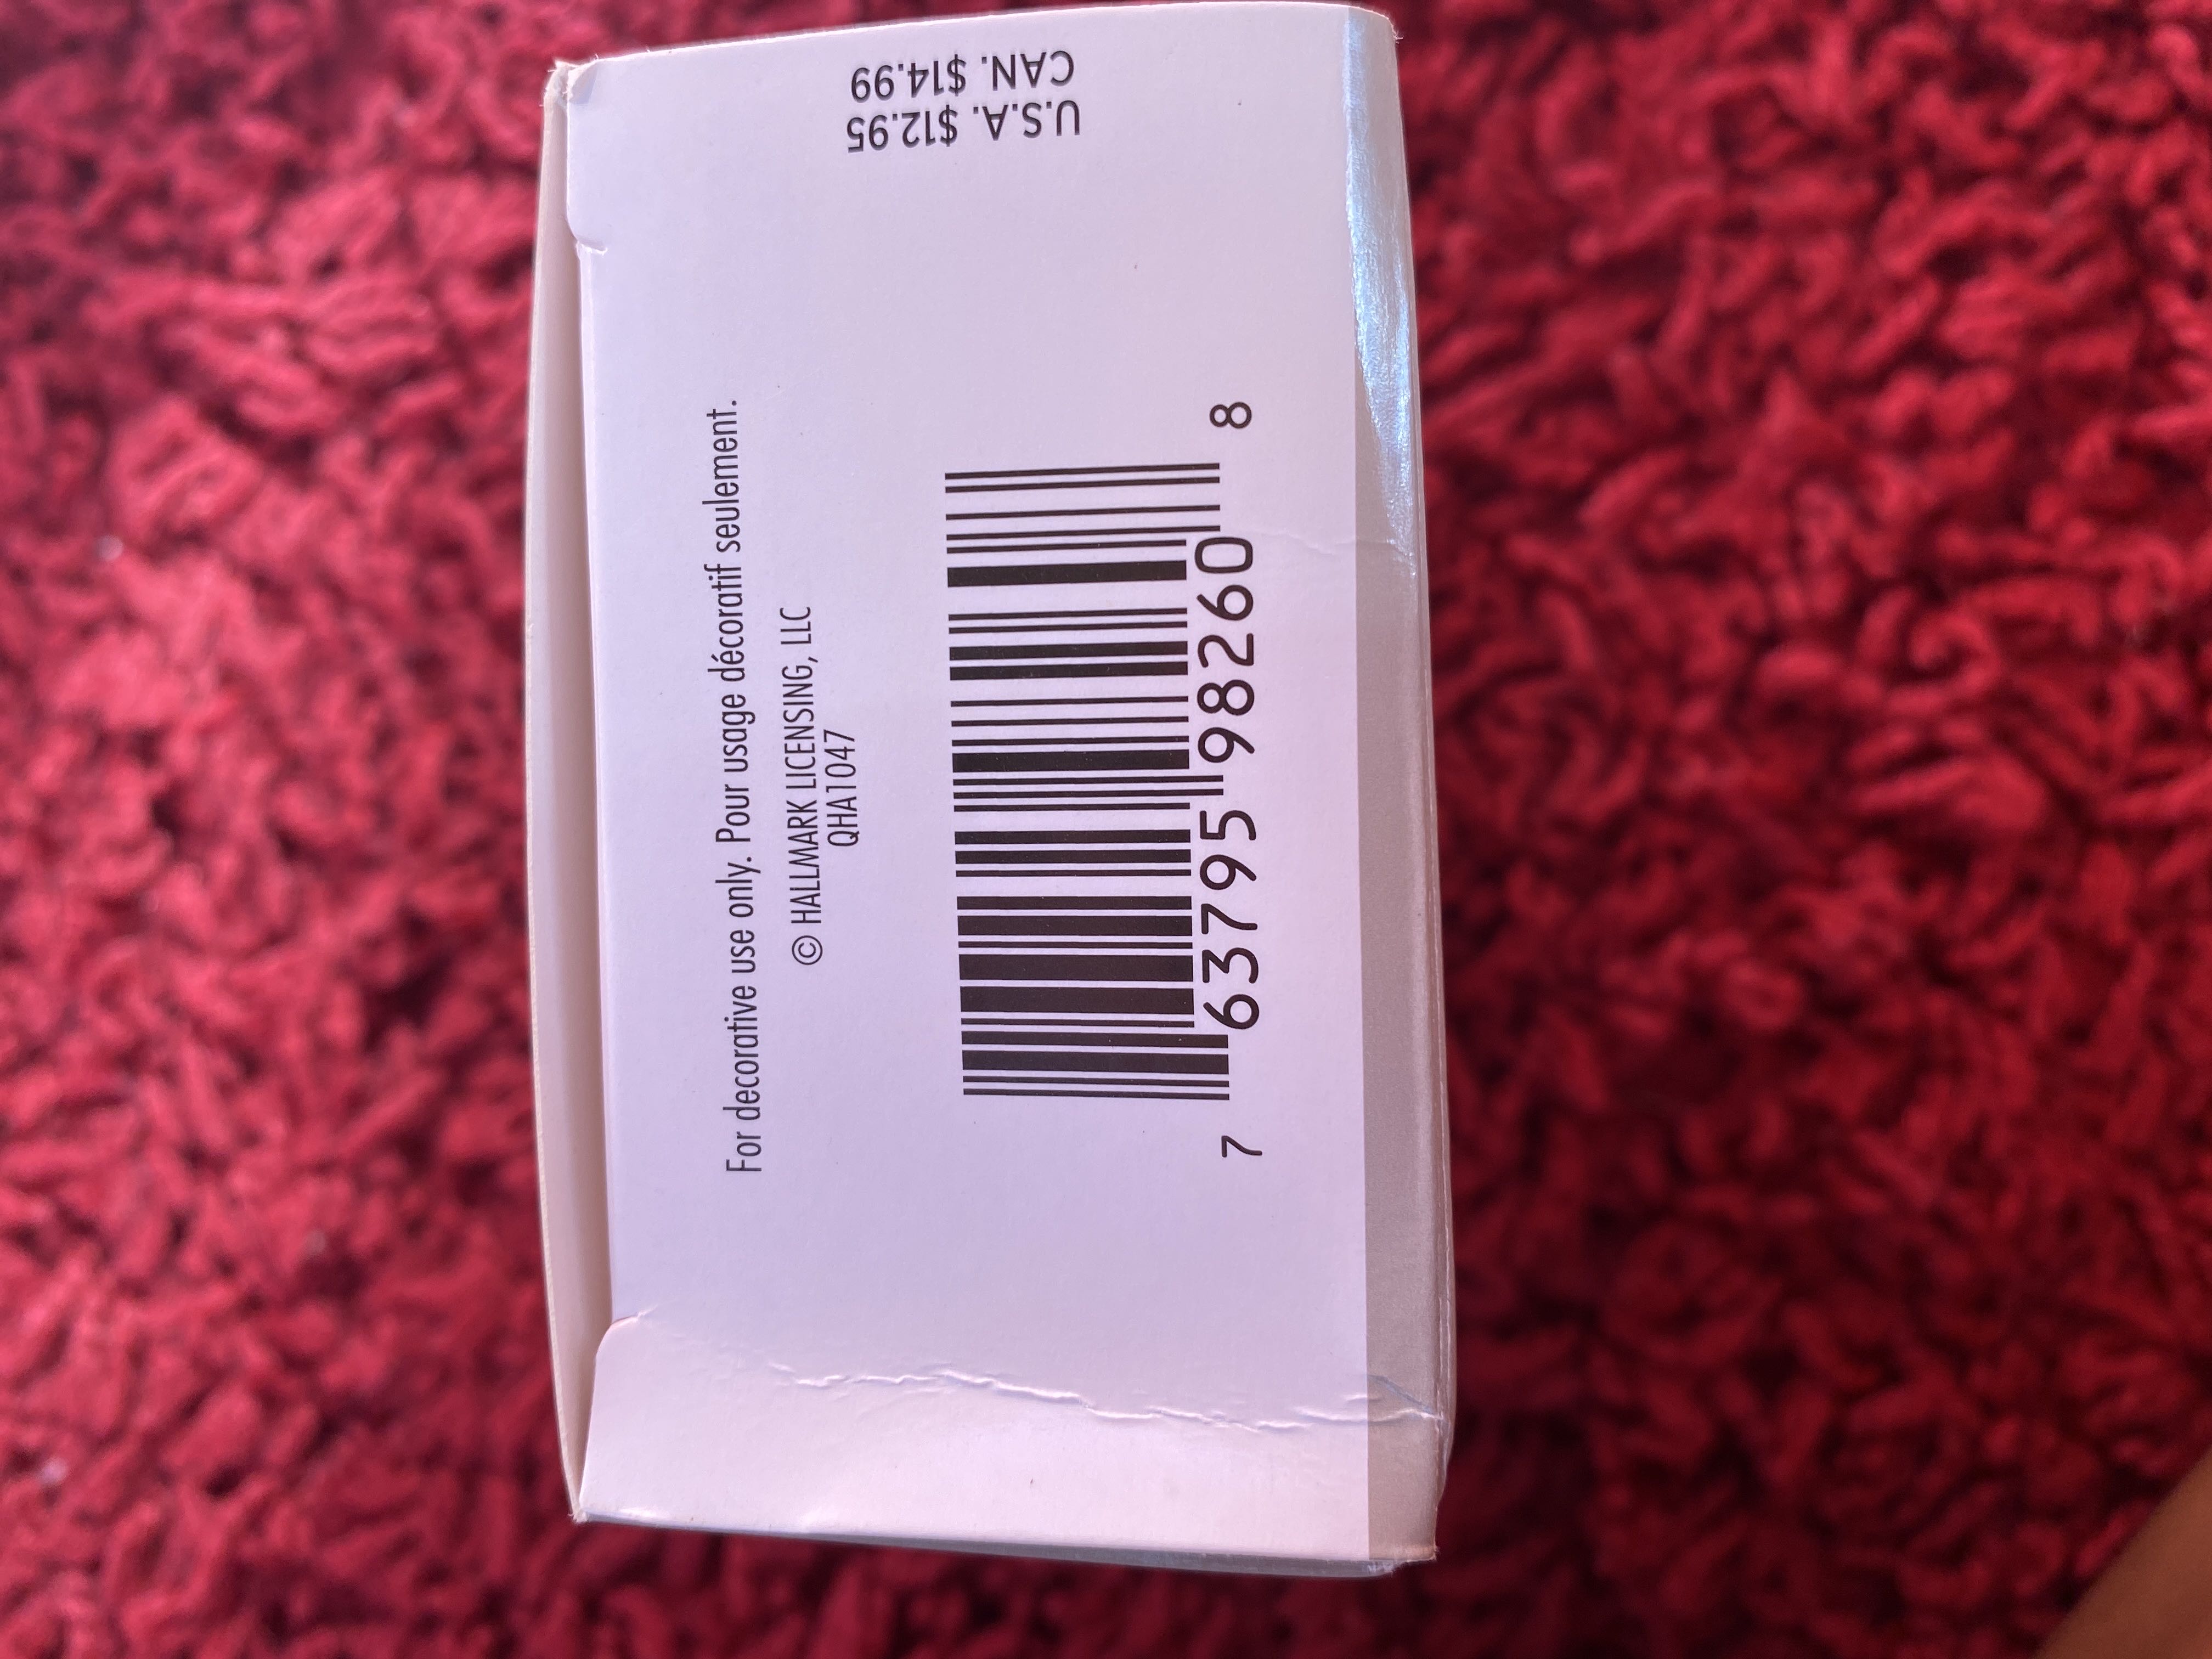 For decorative use only. Pour usage décoratif seulement.
© HALLMARK LICENSING, LLC
QHA1047
7 63795 98260 8
U.S.A. $12.95
CAN. $14.99